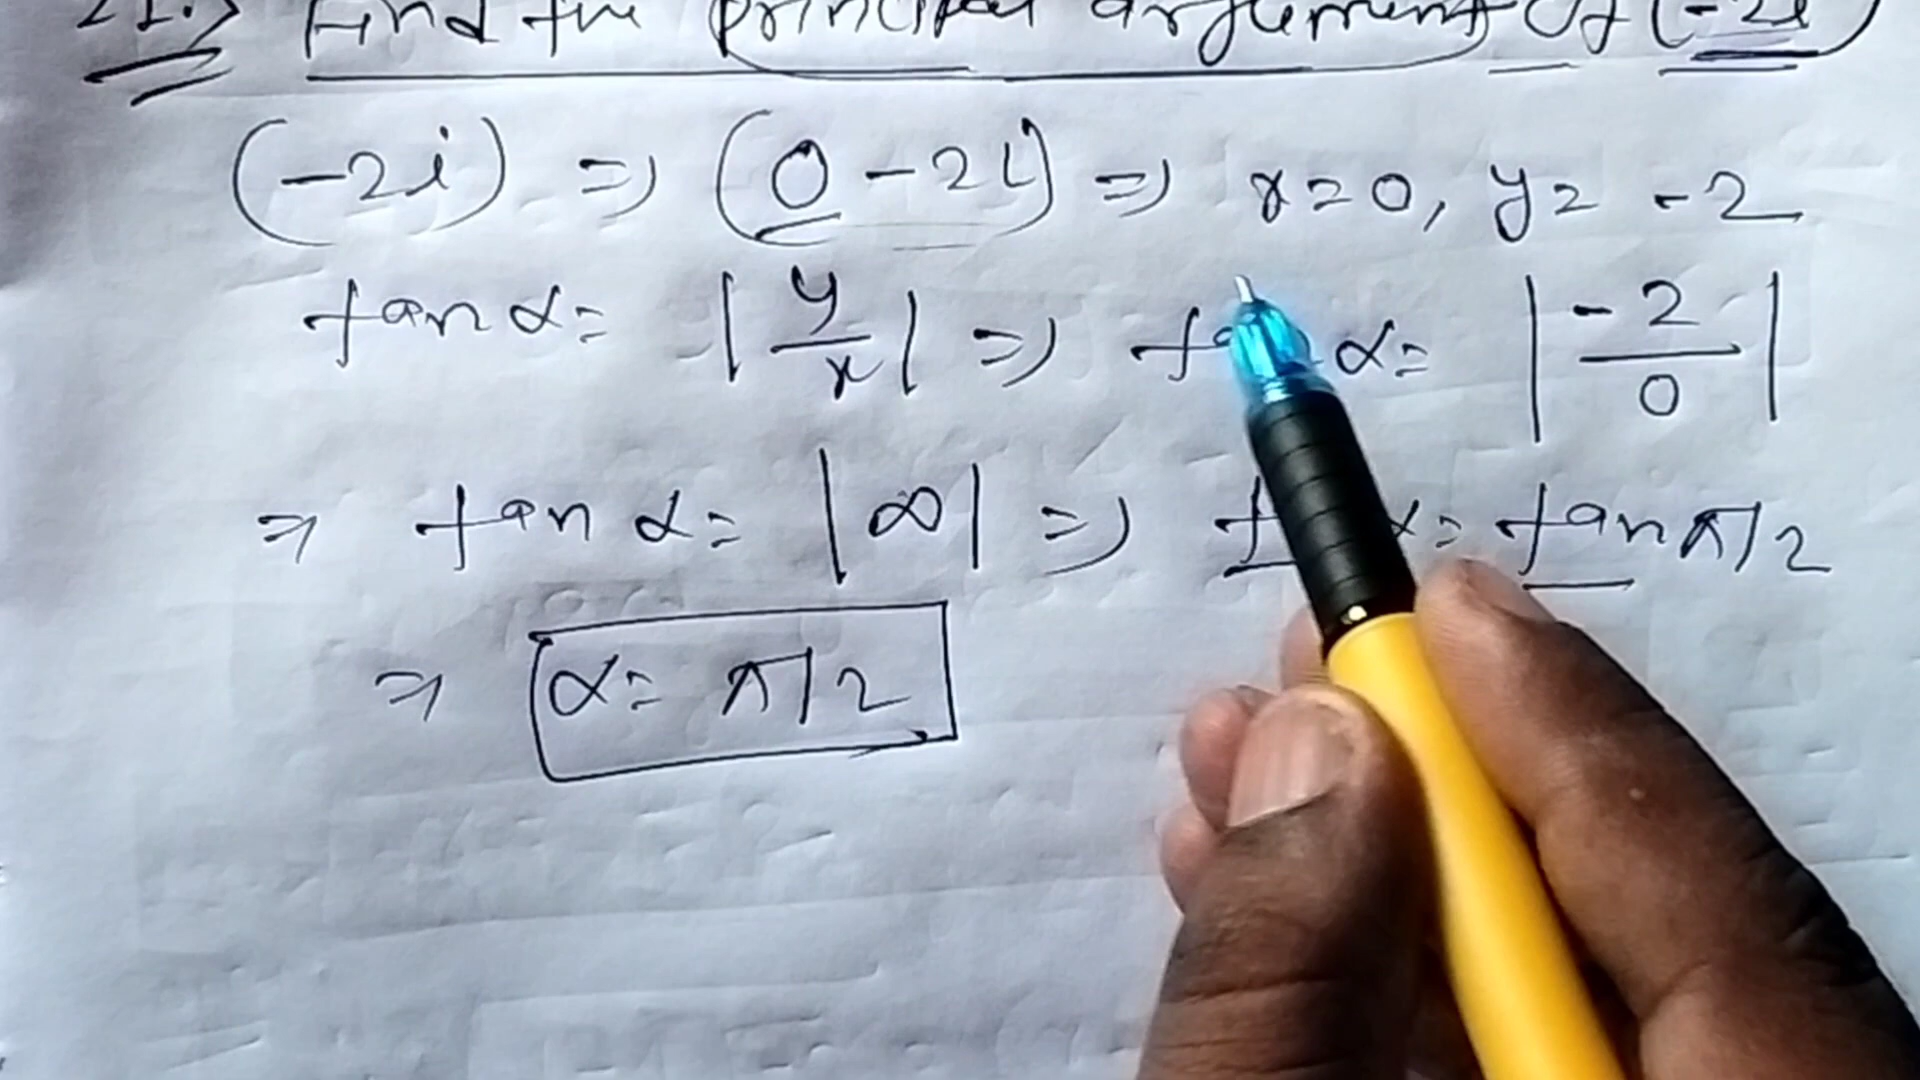 21.) Find the principal argument of (-2i)
(-2i) => (0-2i) => x=0, y= -2
tan α= |y/x| => tan α= |-2/0|
=> tan α= |∞| => tan α= tan π/2
=> α= π/2